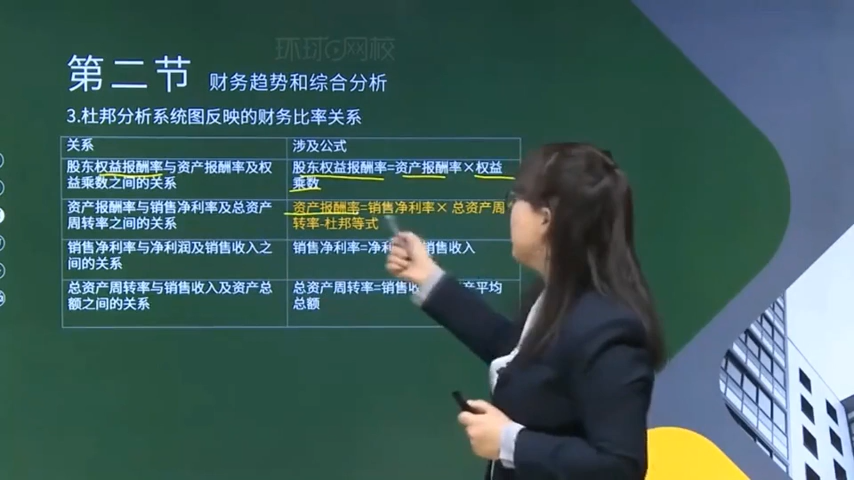 环球网校
第二节 财务趋势和综合分析
3.杜邦分析系统图反映的财务比率关系
关系 涉及公式
股东权益报酬率与资产报酬率及权 股东权益报酬率=资产报酬率×权益
益乘数之间的关系 乘数
资产报酬率与销售净利率及总资产 资产报酬率=销售净利率× 总资产周
周转率之间的关系 转率-杜邦等式
销售净利率与净利润及销售收入之 销售净利率=净利 销售收入
间的关系
总资产周转率与销售收入及资产总 总资产周转率=销售收 产平均
额之间的关系 总额